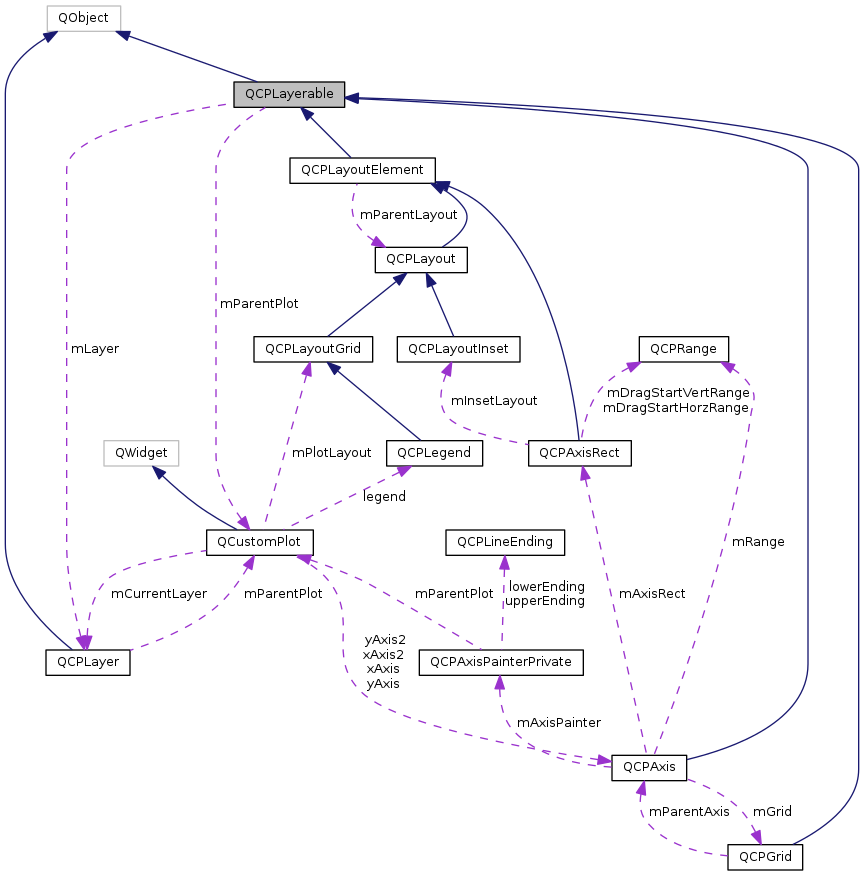 QObject
QCPLayerable
QCPLayoutElement
mParentLayout
QCPLayout
mParentPlot
mLayer
QCPLayoutGrid
QCPLayoutInset
QCPRange
mDragStartVertRange
mDragStartHorzRange
mInsetLayout
QWidget
mPlotLayout
QCPLegend
QCPAxisRect
legend
QCustomPlot
QCPLineEnding
mRange
mCurrentLayer
mParentPlot
mParentPlot
lowerEnding
upperEnding
mAxisRect
yAxis2
xAxis2
xAxis
yAxis
QCPLayer
QCPAxisPainterPrivate
mAxisPainter
QCPAxis
mParentAxis
mGrid
QCPGrid